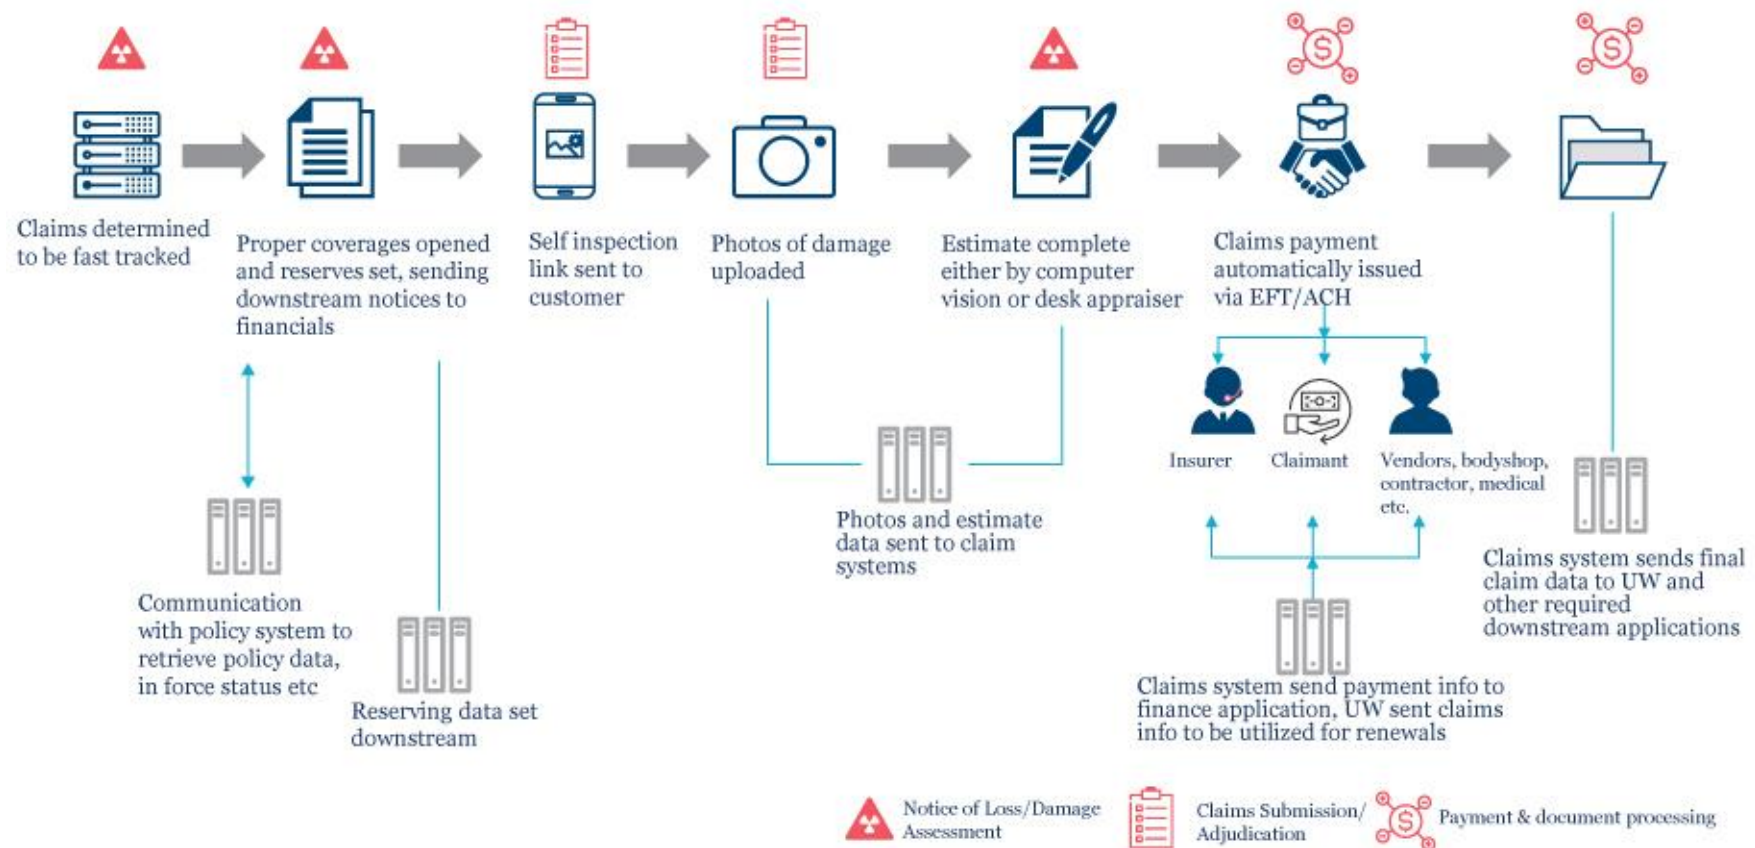 Claims determined
to be fast tracked
Proper coverages opened
and reserves set, sending
downstream notices to
financials
Self inspection
link sent to
customer
Photos of damage
uploaded
Estimate complete
either by computer
vision or desk appraiser
Claims payment
automatically issued
via EFT/ACH
Insurer
Claimant
Vendors, bodyshop,
contractor, medical
etc.
Communication
with policy system to
retrieve policy data,
in force status etc
Reserving data set
downstream
Photos and estimate
data sent to claim
systems
Claims system send payment info to
finance application, UW sent claims
info to be utilized for renewals
Claims system sends final
claim data to UW and
other required
downstream applications
Notice of Loss/Damage
Assessment
Claims Submission/
Adjudication
Payment & document processing